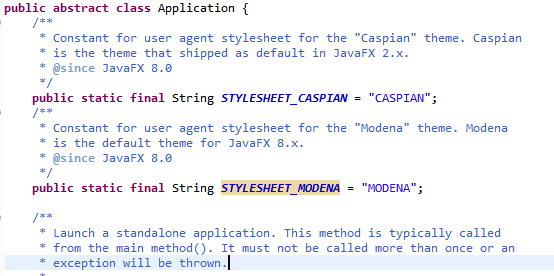 public abstract class Application {
/**
* Constant for user agent stylesheet for the "Caspian" theme. Caspian
* is the theme that shipped as default in JavaFX 2.x.
* @since JavaFX 8.0
*/
public static final String STYLESHEET_CASPIAN = "CASPIAN";
/**
* Constant for user agent stylesheet for the "Modena" theme. Modena
* is the default theme for JavaFX 8.x.
* @since JavaFX 8.0
*/
public static final String STYLESHEET_MODENA = "MODENA";
/**
* Launch a standalone application. This method is typically called
* from the main method(). It must not be called more than once or an
* exception will be thrown.
*